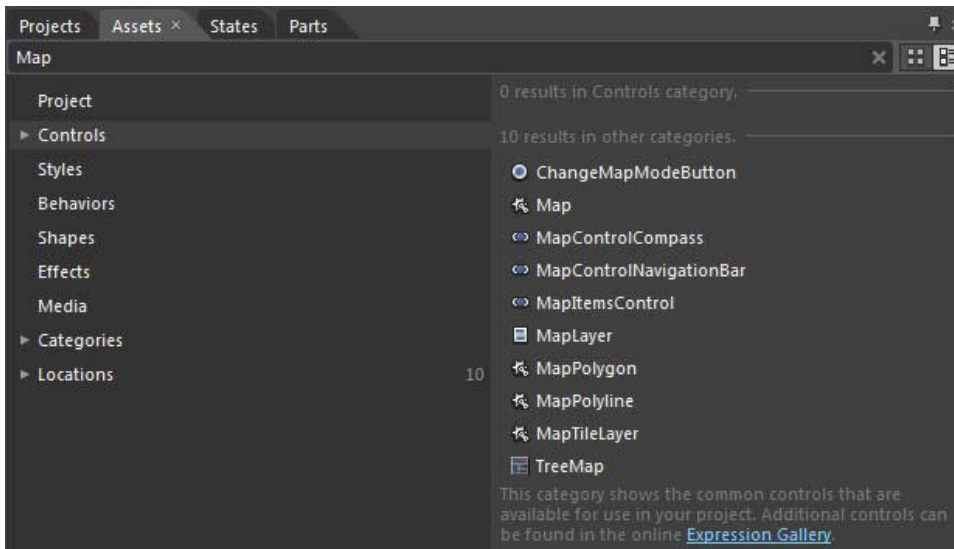 Projects Assets × States Parts
Map
Project
Controls
Styles
Behaviors
Shapes
Effects
Media
Categories
Locations 10
0 results in Controls category.
10 results in other categories.
ChangeMapModeButton
Map
MapControlCompass
MapControlNavigationBar
MapItemsControl
MapLayer
MapPolygon
MapPolyline
MapTileLayer
TreeMap
This category shows the common controls that are
available for use in your project. Additional controls can
be found in the online Expression Gallery.